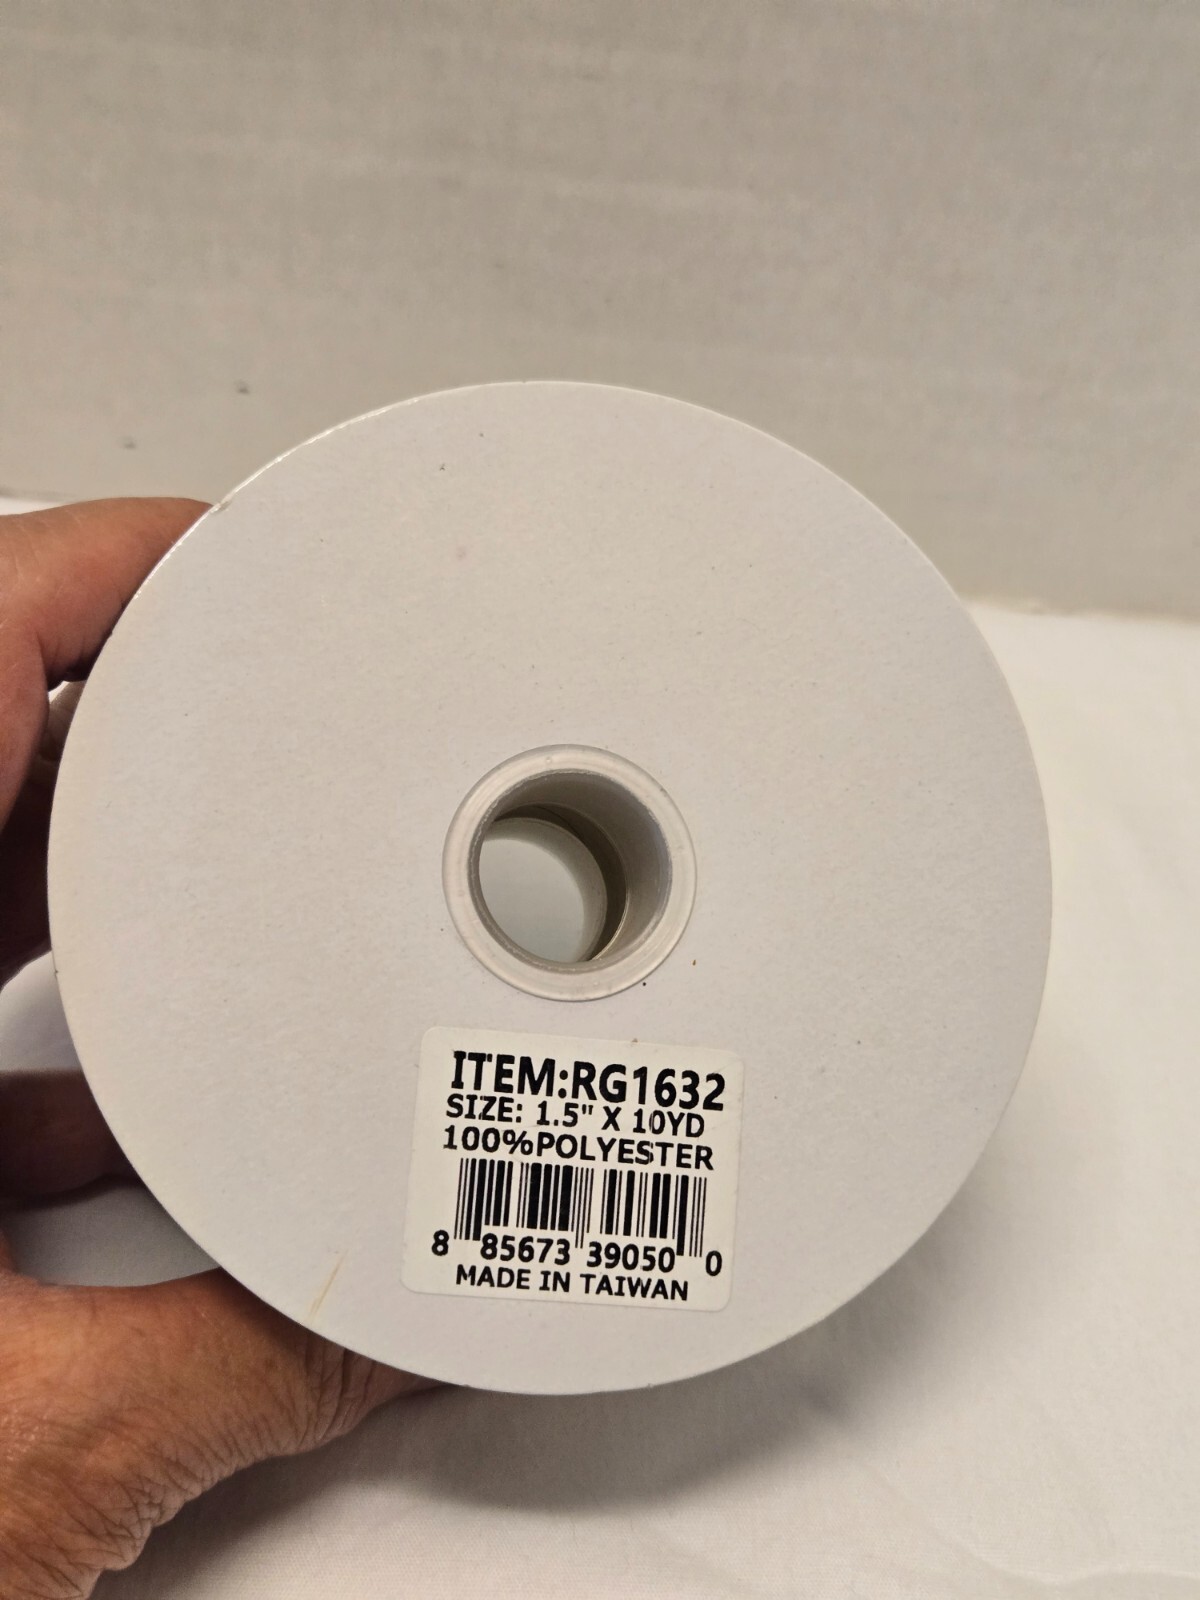 ITEM:RG1632
SIZE: 1.5" X 10YD
100%POLYESTER
8 85673 39050 0
MADE IN TAIWAN